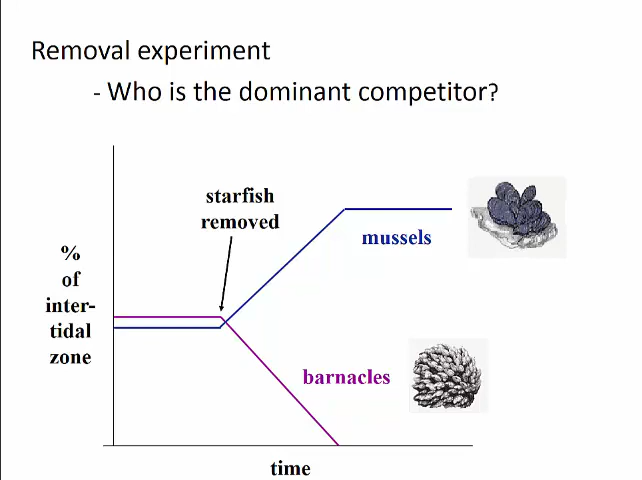 Removal experiment
- Who is the dominant competitor?
starfish
removed
mussels
%
of
inter-
tidal
zone
barnacles
time